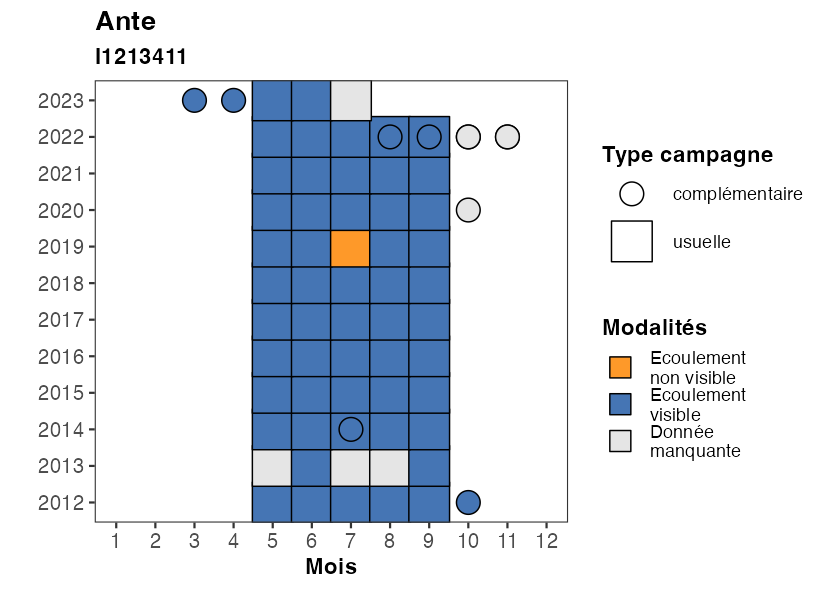 Ante
I1213411
2023
2022
2021
2020
2019
2018
2017
2016
2015
2014
2013
2012
1 2 3 4 5 6 7 8 9 10 11 12
Mois
Type campagne
complémentaire
usuelle
Modalités
Ecoulement
non visible
Ecoulement
visible
Donnée
manquante